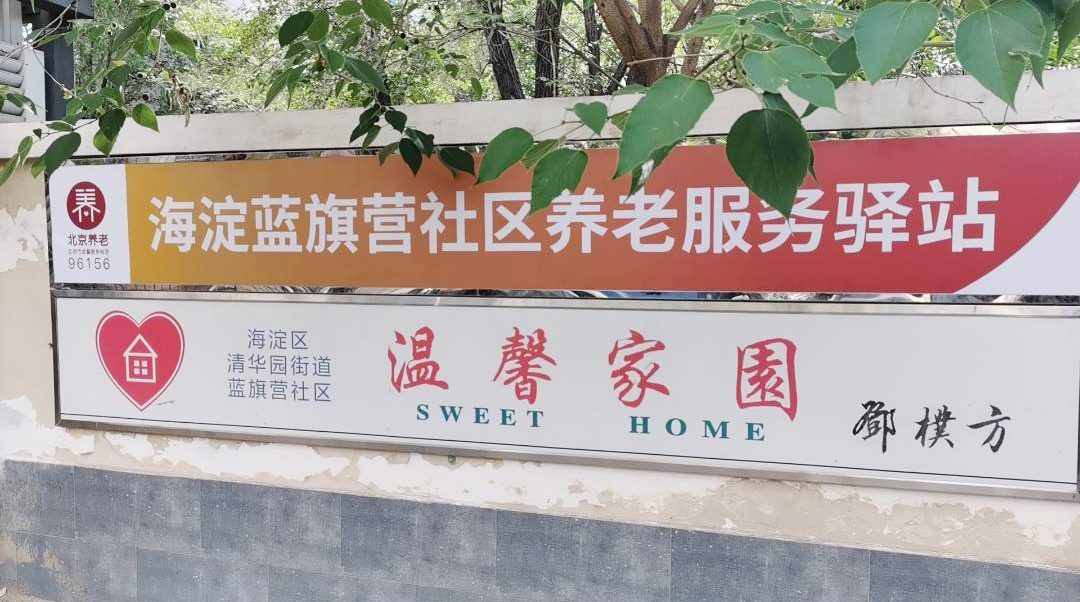 海淀蓝旗营社区养老服务驿站
养
北京养老
96156
海淀区
清华园街道
蓝旗营社区
温馨家園
SWEET HOME
鄧樸方